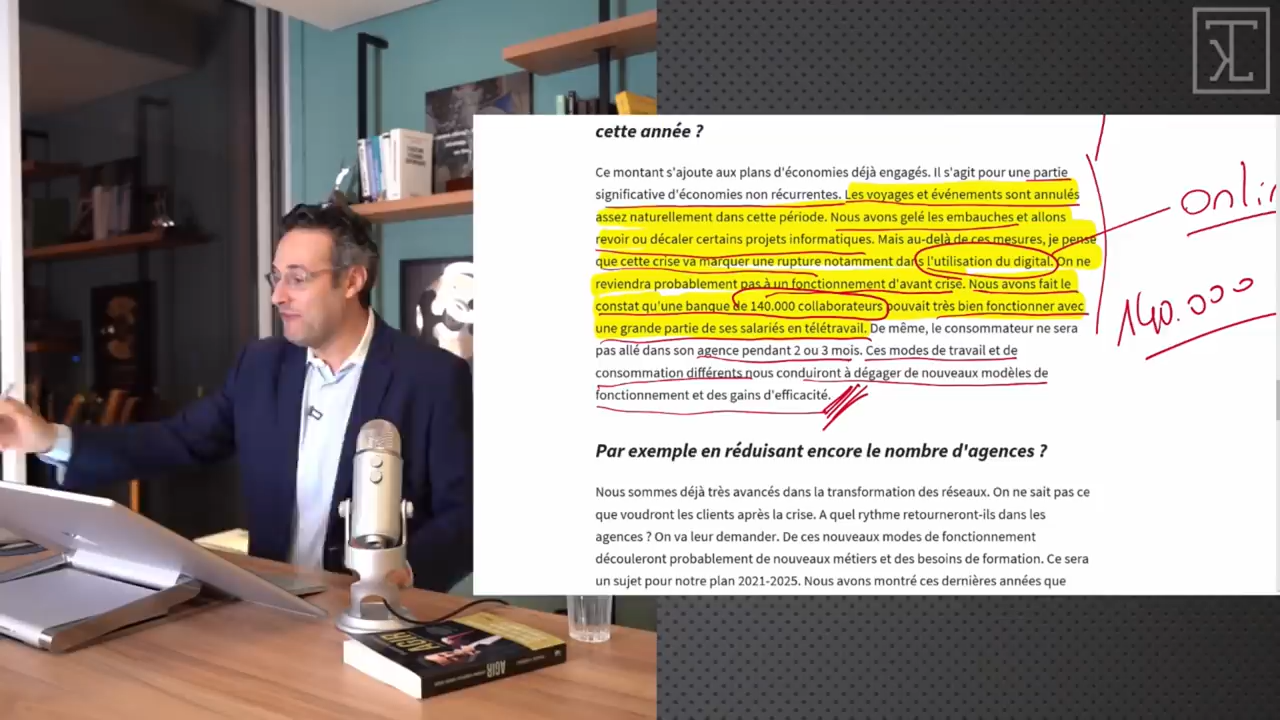 cette année ?
Ce montant s'ajoute aux plans d'économies déjà engagés. Il s'agit pour une partie
significative d'économies non récurrentes. Les voyages et événements sont annulés
assez naturellement dans cette période. Nous avons gelé les embauches et allons
revoir ou décaler certains projets informatiques. Mais au-delà de ces mesures, je pense
que cette crise va marquer une rupture notamment dans l'utilisation du digital. On ne
reviendra probablement pas à un fonctionnement d'avant crise. Nous avons fait le
constat qu'une banque de 140.000 collaborateurs pouvait très bien fonctionner avec
une grande partie de ses salariés en télétravail. De même, le consommateur ne sera
pas allé dans son agence pendant 2 ou 3 mois. Ces modes de travail et de
consommation différents nous conduiront à dégager de nouveaux modèles de
fonctionnement et des gains d'efficacité.
140.000
Par exemple en réduisant encore le nombre d'agences ?
Nous sommes déjà très avancés dans la transformation des réseaux. On ne sait pas ce
que voudront les clients après la crise. A quel rythme retourneront-ils dans les
agences ? On va leur demander. De ces nouveaux modes de fonctionnement
découleront probablement de nouveaux métiers et des besoins de formation. Ce sera
un sujet pour notre plan 2021-2025. Nous avons montré ces dernières années que
AGIR
AGIR